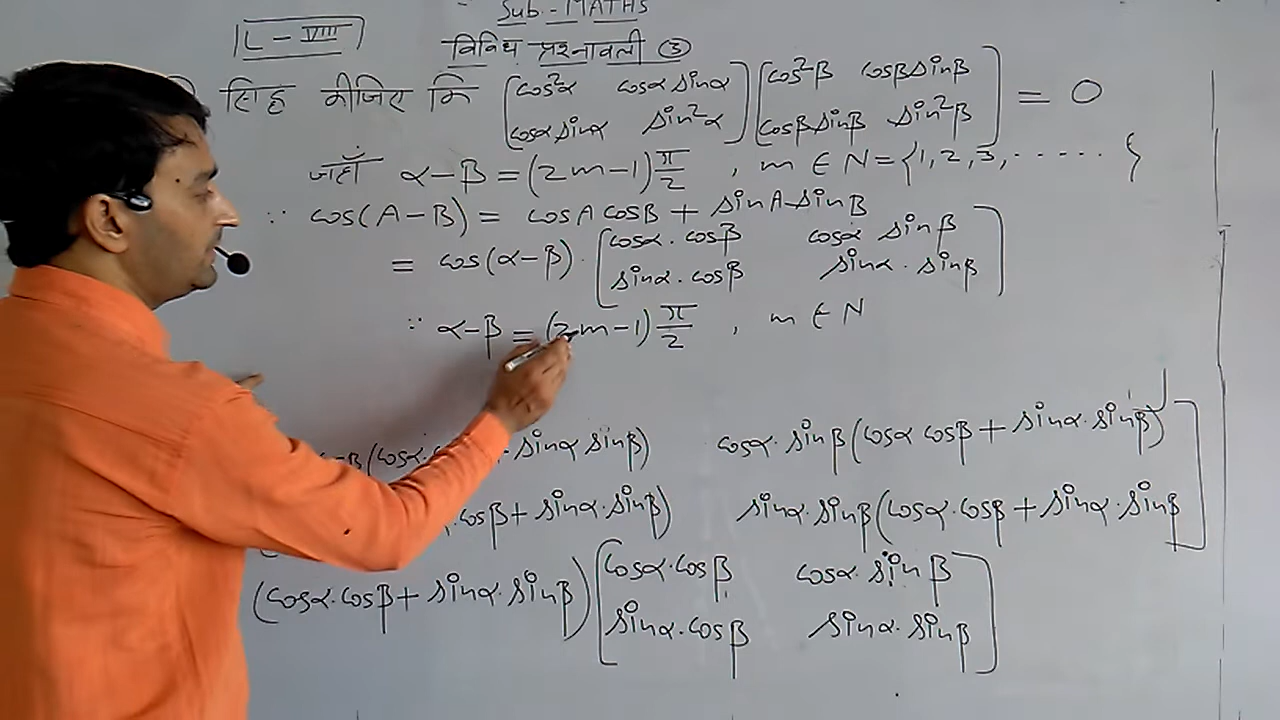 Sub.- MATHS
L - VIII
विविध प्रश्नावली ③
सिद्ध कीजिए कि [cos²α cosα sinα [cos²β cosβ sinβ
cosα sinα sin²α] cosβ sinβ sin²β] = 0
जहाँ α-β = (2m-1) π/2 , m ∈ N = {1, 2, 3, ...... }
∵ cos(A-B) = cosA cosB + sinA sinB
= cos(α-β) · [cosα · cosβ cosα sinβ
sinα · cosβ sinα · sinβ]
∵ α-β = (2m-1) π/2 , m ∈ N
sinα sinβ) cosα · sinβ (cosα cosβ + sinα · sinβ)
cosβ + sinα · sinβ) sinα · sinβ (cosα · cosβ + sinα · sinβ]
(cosα · cosβ + sinα · sinβ) [cosα · cosβ cosα · sinβ
sinα · cosβ sinα · sinβ]